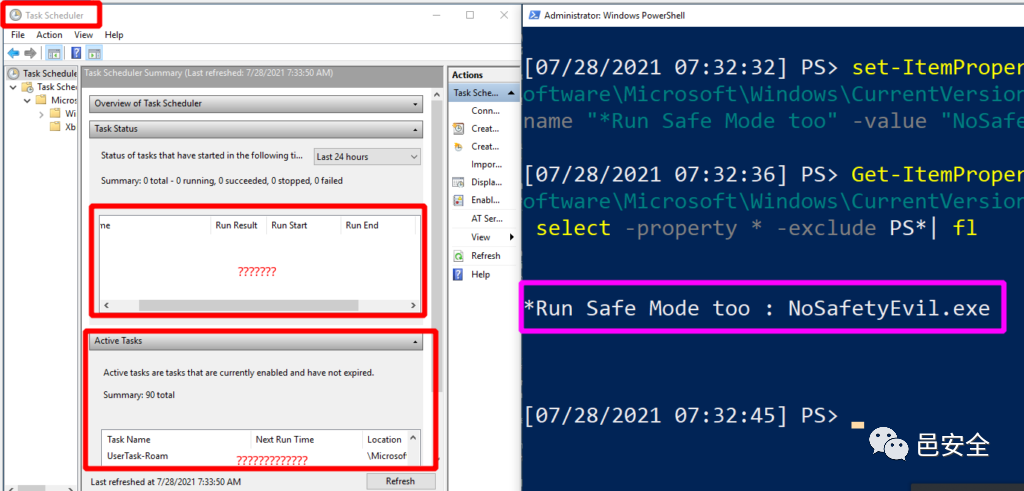 Task Scheduler
File Action View Help
Task Schedule
Task Sched
Micros
Wi
Xb
Task Scheduler Summary (Last refreshed: 7/28/2021 7:33:50 AM)
Overview of Task Scheduler
Task Status
Status of tasks that have started in the following ti... Last 24 hours
Summary: 0 total - 0 running, 0 succeeded, 0 stopped, 0 failed
me Run Result Run Start Run End
???????
Active Tasks
Active tasks are tasks that are currently enabled and have not expired.
Summary: 90 total
Task Name Next Run Time Location
UserTask-Roam ????????????? \Microsof
Last refreshed at 7/28/2021 7:33:50 AM Refresh
Actions
Task Sche...
Conn...
Creat...
Creat...
Impor...
Displa...
Enabl...
AT Ser...
View
Refresh
Help
Administrator: Windows PowerShell
[07/28/2021 07:32:32] PS> set-ItemProper
oftware\Microsoft\Windows\CurrentVersion
name "*Run Safe Mode too" -value "NoSafe
[07/28/2021 07:32:36] PS> Get-ItemProper
oftware\Microsoft\Windows\CurrentVersion
select -property * -exclude PS*| fl
*Run Safe Mode too : NoSafetyEvil.exe
[07/28/2021 07:32:45] PS>
邑安全